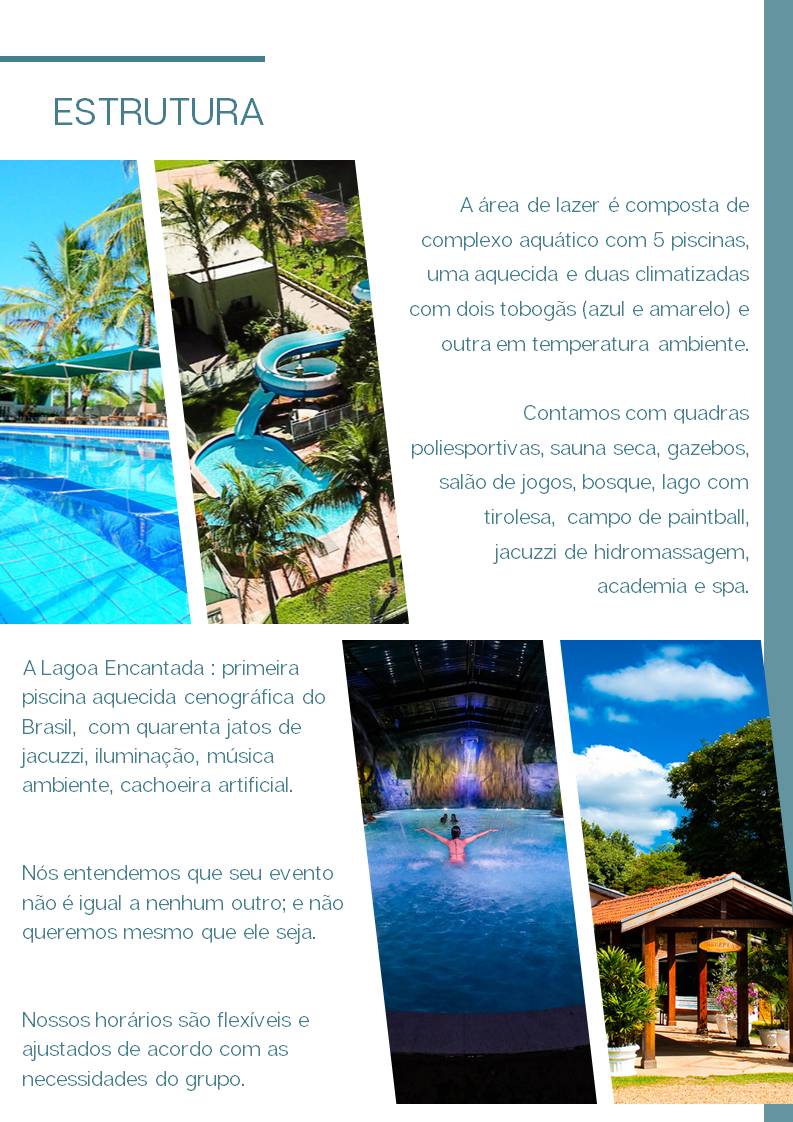 ESTRUTURA
A área de lazer é composta de
complexo aquático com 5 piscinas,
uma aquecida e duas climatizadas
com dois tobogãs (azul e amarelo) e
outra em temperatura ambiente.
Contamos com quadras
poliesportivas, sauna seca, gazebos,
salão de jogos, bosque, lago com
tirolesa, campo de paintball,
jacuzzi de hidromassagem,
academia e spa.
A Lagoa Encantada : primeira
piscina aquecida cenográfica do
Brasil, com quarenta jatos de
jacuzzi, iluminação, música
ambiente, cachoeira artificial.
Nós entendemos que seu evento
não é igual a nenhum outro; e não
queremos mesmo que ele seja.
Nossos horários são flexíveis e
ajustados de acordo com as
necessidades do grupo.